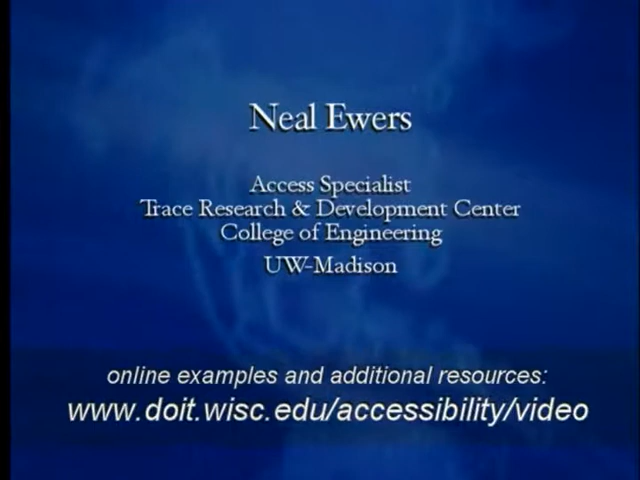 Neal Ewers
Access Specialist
Trace Research & Development Center
College of Engineering
UW-Madison
online examples and additional resources:
www.doit.wisc.edu/accessibility/video